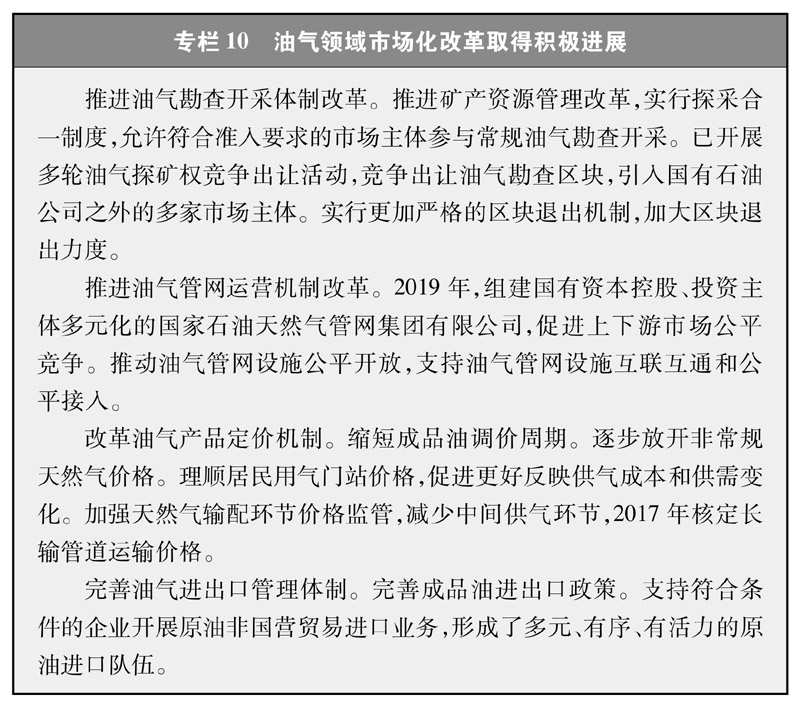 专栏 10　油气领域市场化改革取得积极进展
推进油气勘查开采体制改革。推进矿产资源管理改革,实行探采合
一制度,允许符合准入要求的市场主体参与常规油气勘查开采。已开展
多轮油气探矿权竞争出让活动,竞争出让油气勘查区块,引入国有石油
公司之外的多家市场主体。实行更加严格的区块退出机制,加大区块退
出力度。
推进油气管网运营机制改革。2019 年,组建国有资本控股、投资主
体多元化的国家石油天然气管网集团有限公司,促进上下游市场公平
竞争。推动油气管网设施公平开放,支持油气管网设施互联互通和公
平接入。
改革油气产品定价机制。缩短成品油调价周期。逐步放开非常规
天然气价格。理顺居民用气门站价格,促进更好反映供气成本和供需变
化。加强天然气输配环节价格监管,减少中间供气环节,2017 年核定长
输管道运输价格。
完善油气进出口管理体制。完善成品油进出口政策。支持符合条
件的企业开展原油非国营贸易进口业务,形成了多元、有序、有活力的原
油进口队伍。